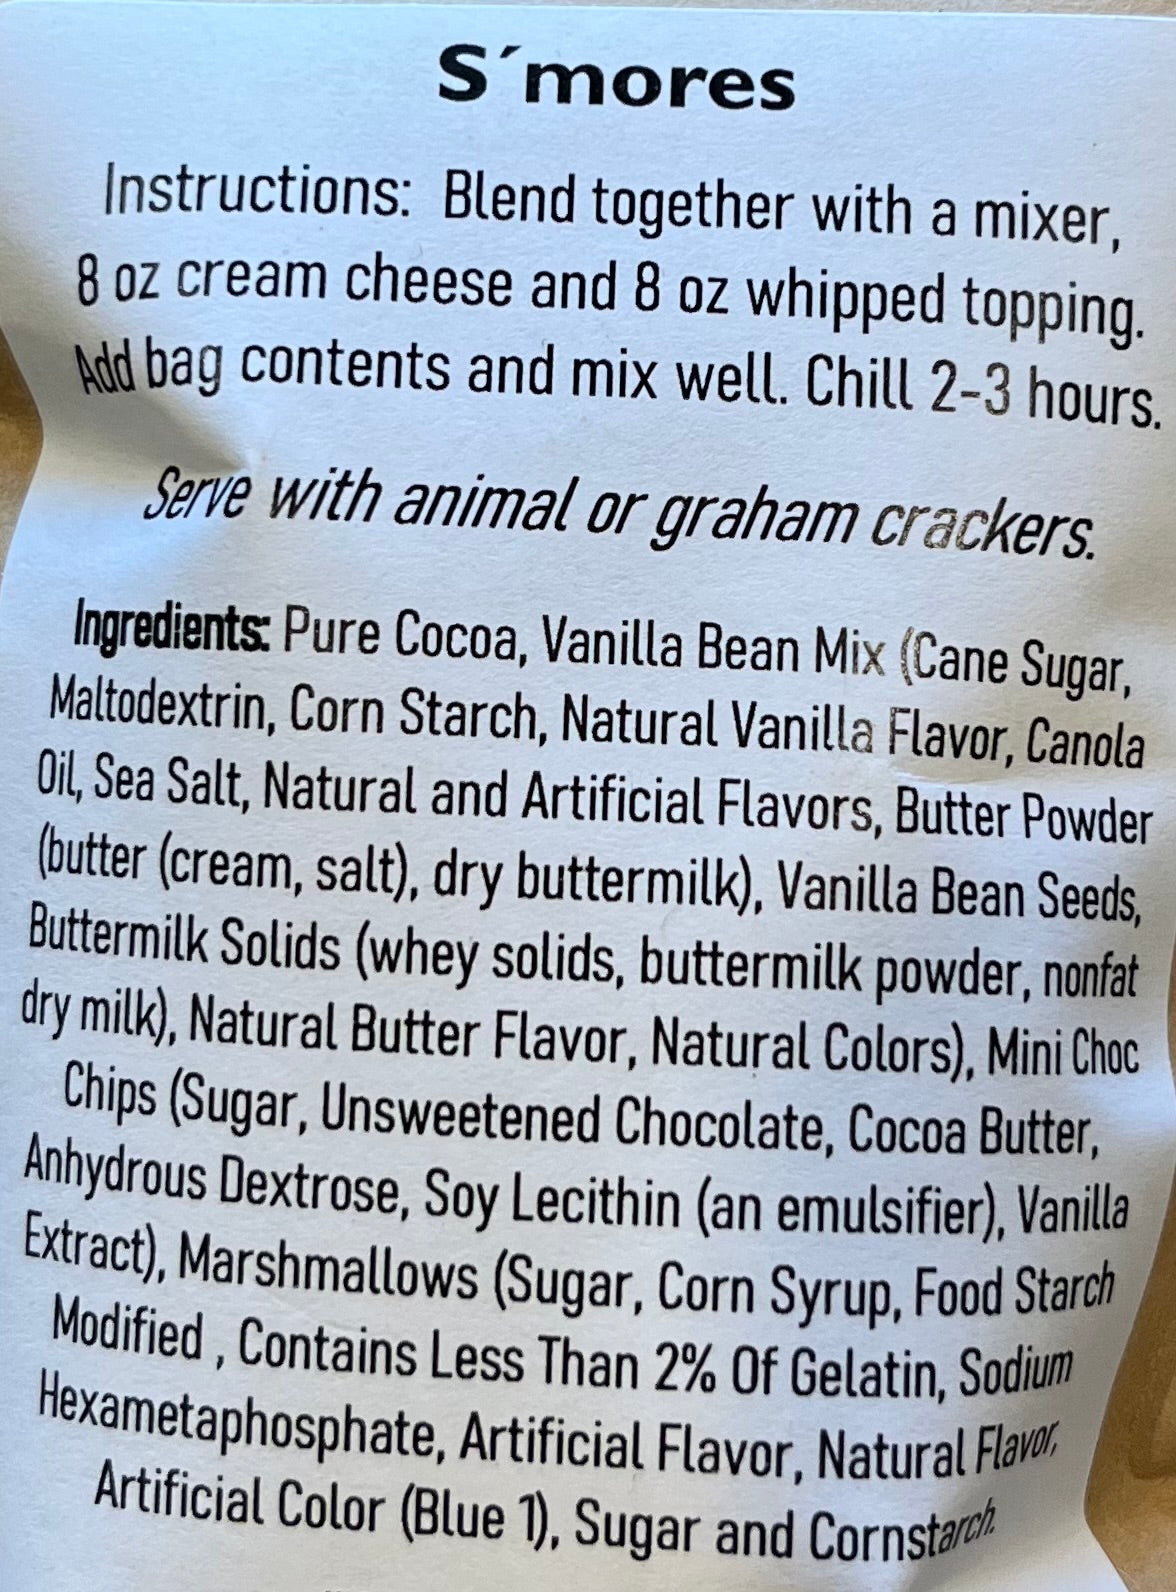 S´mores
Instructions: Blend together with a mixer,
8 oz cream cheese and 8 oz whipped topping.
Add bag contents and mix well. Chill 2-3 hours.
Serve with animal or graham crackers.
Ingredients: Pure Cocoa, Vanilla Bean Mix (Cane Sugar,
Maltodextrin, Corn Starch, Natural Vanilla Flavor, Canola
Oil, Sea Salt, Natural and Artificial Flavors, Butter Powder
(butter (cream, salt), dry buttermilk), Vanilla Bean Seeds,
Buttermilk Solids (whey solids, buttermilk powder, nonfat
dry milk), Natural Butter Flavor, Natural Colors), Mini Choc
Chips (Sugar, Unsweetened Chocolate, Cocoa Butter,
Anhydrous Dextrose, Soy Lecithin (an emulsifier), Vanilla
Extract), Marshmallows (Sugar, Corn Syrup, Food Starch
Modified , Contains Less Than 2% Of Gelatin, Sodium
Hexametaphosphate, Artificial Flavor, Natural Flavor,
Artificial Color (Blue 1), Sugar and Cornstarch.